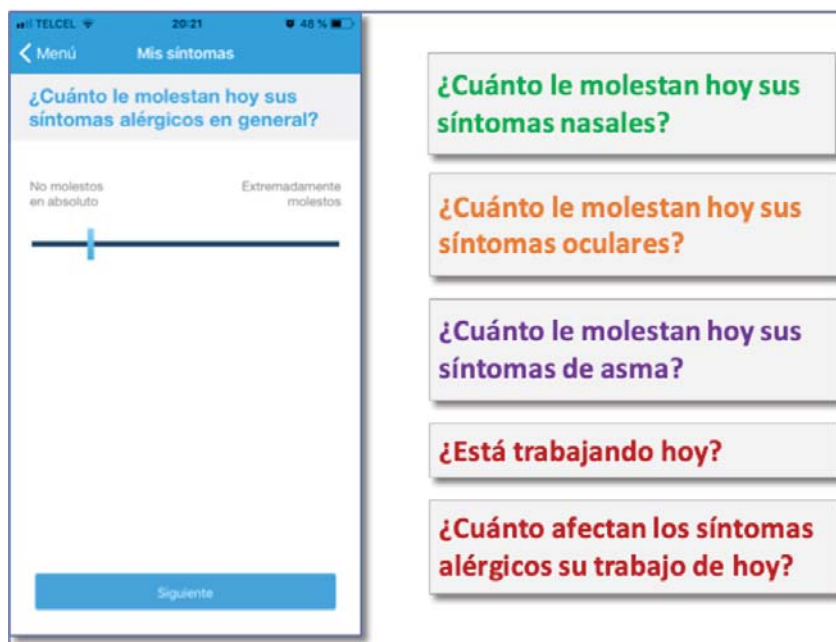 TELCEL 20:21 48 %
Menú Mis síntomas
¿Cuánto le molestan hoy sus
síntomas alérgicos en general?
No molestos
en absoluto
Extremadamente
molestos
Siguiente
¿Cuánto le molestan hoy sus
síntomas nasales?
¿Cuánto le molestan hoy sus
síntomas oculares?
¿Cuánto le molestan hoy sus
síntomas de asma?
¿Está trabajando hoy?
¿Cuánto afectan los síntomas
alérgicos su trabajo de hoy?